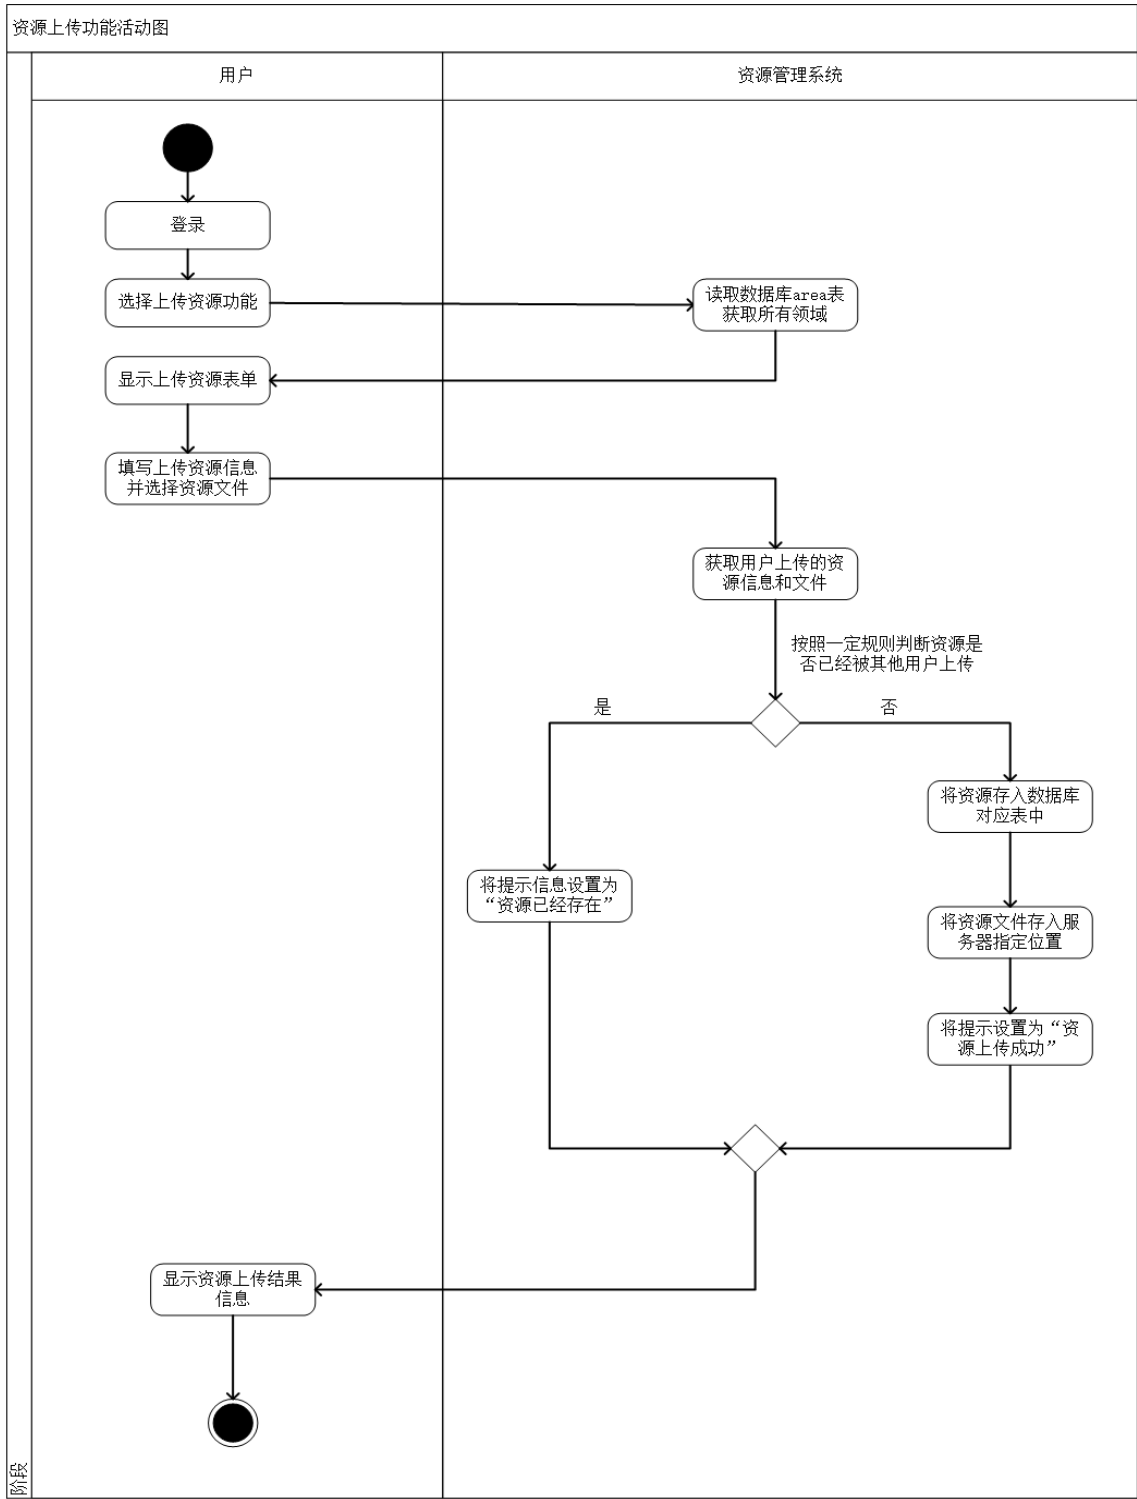 资源上传功能活动图
用户
资源管理系统
登录
选择上传资源功能
读取数据库area表
获取所有领域
显示上传资源表单
填写上传资源信息
并选择资源文件
获取用户上传的资
源信息和文件
按照一定规则判断资源是
否已经被其他用户上传
是
否
将资源存入数据库
对应表中
将提示信息设置为
“资源已经存在”
将资源文件存入服
务器指定位置
将提示设置为“资
源上传成功”
显示资源上传结果
信息
阶段